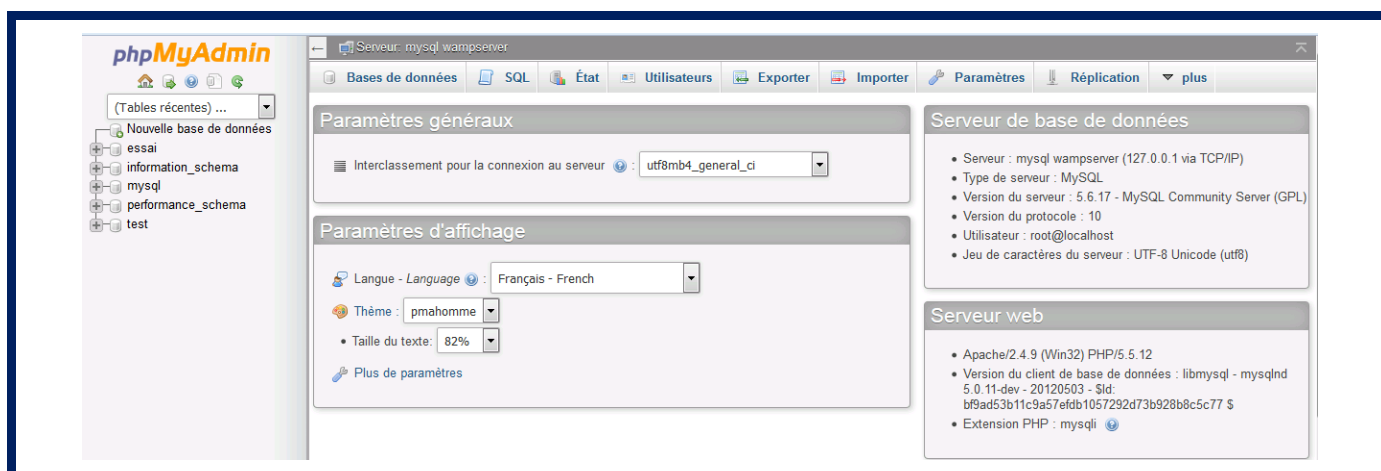 phpMyAdmin
(Tables récentes) ...
Nouvelle base de données
essai
information_schema
mysql
performance_schema
test
Serveur: mysql wampserver
Bases de données SQL État Utilisateurs Exporter Importer Paramètres Réplication plus
Paramètres généraux
Interclassement pour la connexion au serveur : utf8mb4_general_ci
Paramètres d'affichage
Langue - Language : Français - French
Thème : pmahomme
Taille du texte: 82%
Plus de paramètres
Serveur de base de données
Serveur : mysql wampserver (127.0.0.1 via TCP/IP)
Type de serveur : MySQL
Version du serveur : 5.6.17 - MySQL Community Server (GPL)
Version du protocole : 10
Utilisateur : root@localhost
Jeu de caractères du serveur : UTF-8 Unicode (utf8)
Serveur web
Apache/2.4.9 (Win32) PHP/5.5.12
Version du client de base de données : libmysql - mysqlnd
5.0.11-dev - 20120503 - $Id:
bf9ad53b11c9a57efdb1057292d73b928b8c5c77 $
Extension PHP : mysqli